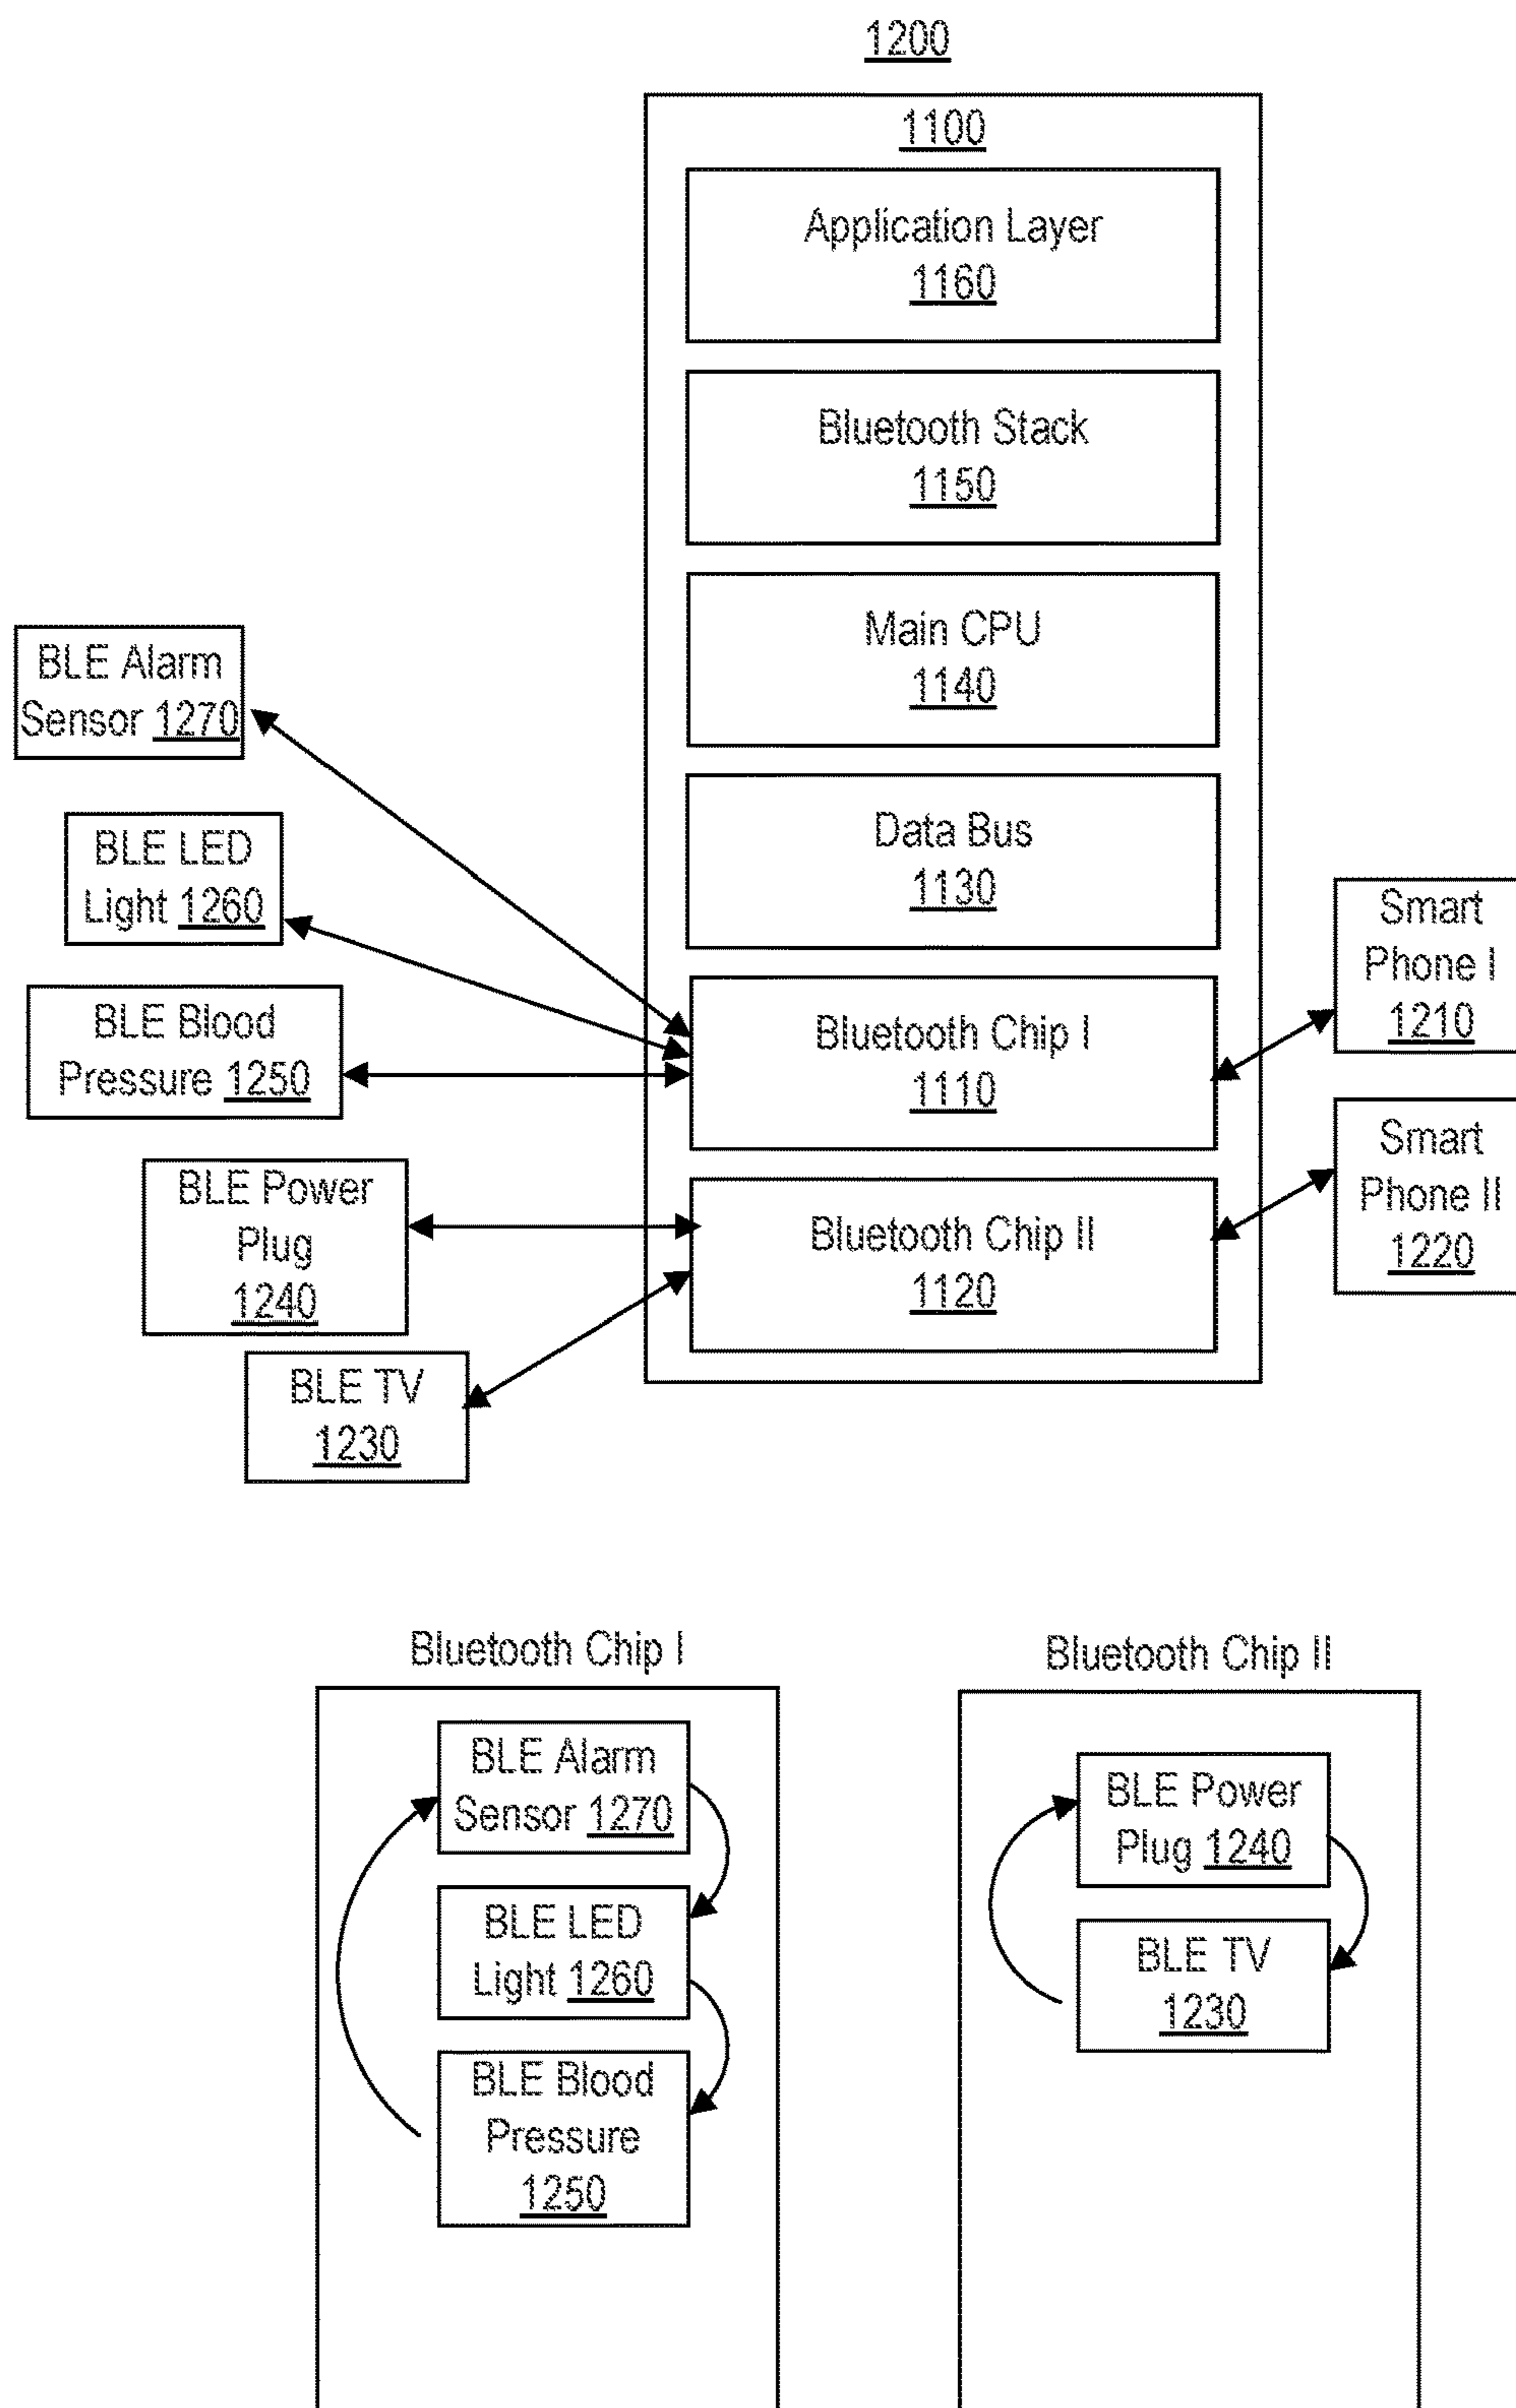 1200
1100
Application Layer
1160
Bluetooth Stack
1150
Main CPU
1140
Data Bus
1130
Bluetooth Chip I
1110
Bluetooth Chip II
1120
BLE Alarm
Sensor 1270
BLE LED
Light 1260
BLE Blood
Pressure 1250
BLE Power
Plug
1240
BLE TV
1230
Smart
Phone I
1210
Smart
Phone II
1220
Bluetooth Chip I
BLE Alarm
Sensor 1270
BLE LED
Light 1260
BLE Blood
Pressure
1250
Bluetooth Chip II
BLE Power
Plug 1240
BLE TV
1230